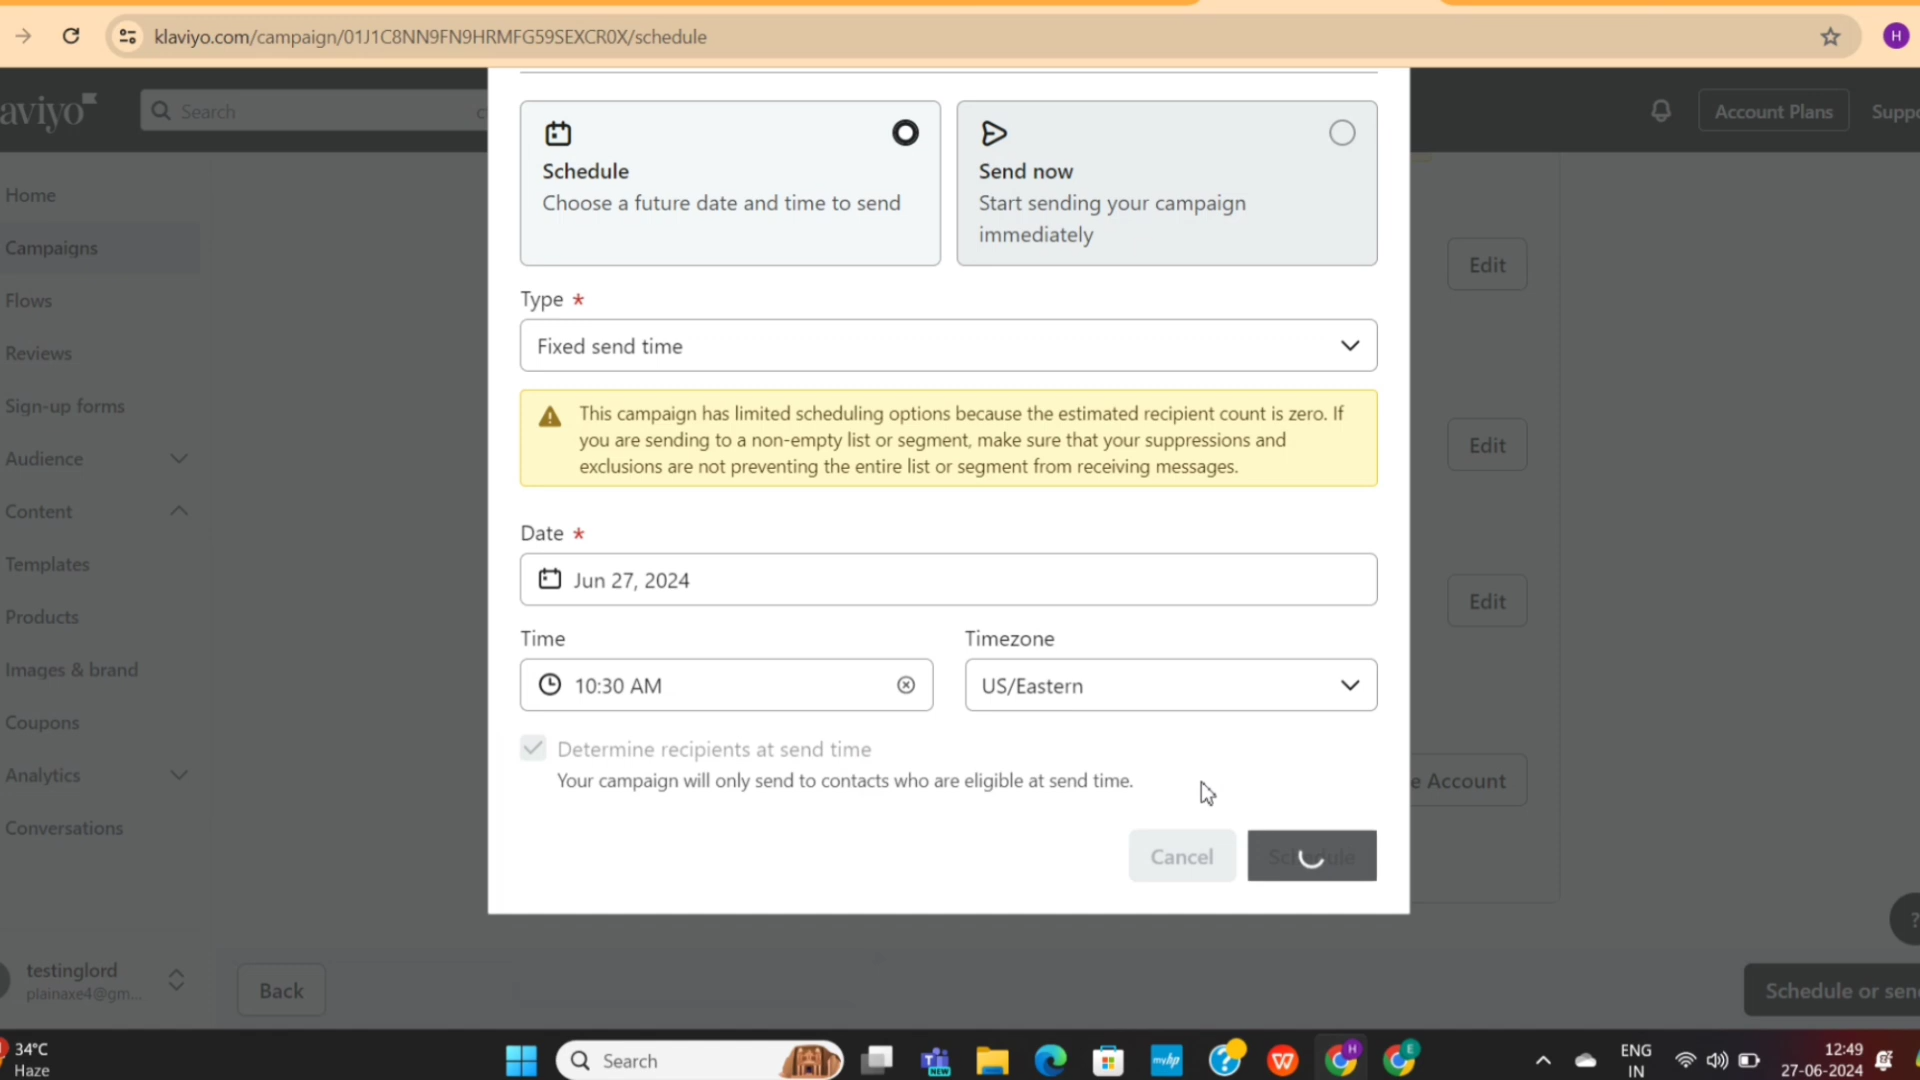 klaviyo.com/campaign/01J1C8NN9FN9HRMFG59SEXCR0X/schedule
H
aviyo
Search
Account Plans
Suppo
Home
Campaigns
Flows
Reviews
Sign-up forms
Audience
Content
Templates
Products
Images & brand
Coupons
Analytics
Conversations
testinglord
plainaxe4@gm...
Back
Schedule
Choose a future date and time to send
Send now
Start sending your campaign
immediately
Type *
Fixed send time
This campaign has limited scheduling options because the estimated recipient count is zero. If
you are sending to a non-empty list or segment, make sure that your suppressions and
exclusions are not preventing the entire list or segment from receiving messages.
Date *
Jun 27, 2024
Time
Timezone
10:30 AM
US/Eastern
Determine recipients at send time
Your campaign will only send to contacts who are eligible at send time.
Cancel
Schedule
Edit
Edit
Edit
e Account
?
Schedule or sen
34°C
Haze
Search
NEW
myhp
?
W
H
E
ENG
IN
12:49
27-06-2024